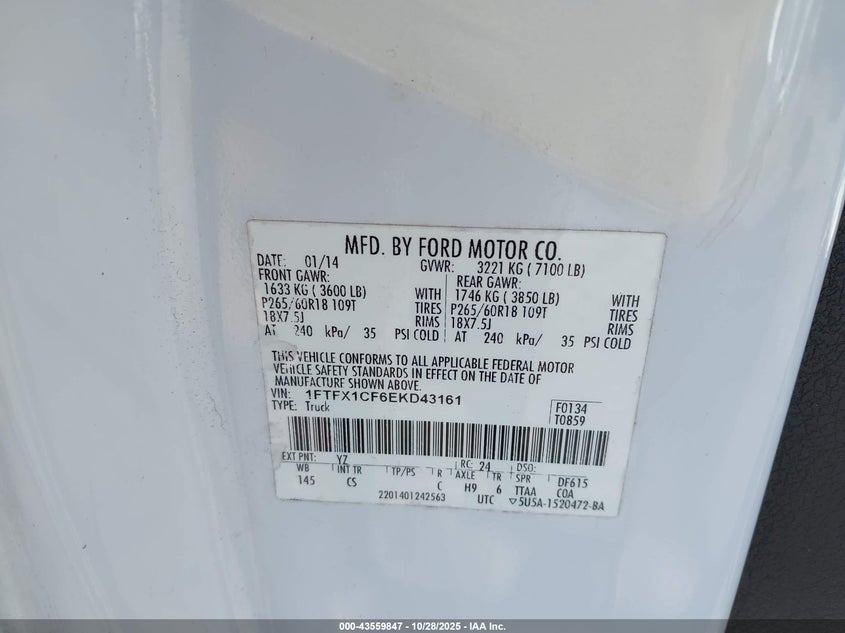 MFD. BY FORD MOTOR CO.
DATE: 01/14 GVWR: 3221 KG ( 7100 LB)
FRONT GAWR: REAR GAWR:
1633 KG ( 3600 LB) WITH 1746 KG ( 3850 LB) WITH
P265/60R18 109T TIRES P265/60R18 109T TIRES
18X7.5J RIMS 18X7.5J RIMS
AT 240 kPa/ 35 PSI COLD AT 240 kPa/ 35 PSI COLD
THIS VEHICLE CONFORMS TO ALL APPLICABLE FEDERAL MOTOR
VEHICLE SAFETY STANDARDS IN EFFECT ON THE DATE OF
MANUFACTURE SHOWN ABOVE.
VIN: 1FTFX1CF6EKD43161 F0134
TYPE: Truck T0859
EXT PNT: YZ RC: 24 DSO:
WB INT TR TP/PS R AXLE TR SPR DF615
145 CS C H9 6 TTAA COA
2201401242563 UTC ▽5U5A-1520472-BA
000-43559847 - 10/28/2025 - IAA Inc.